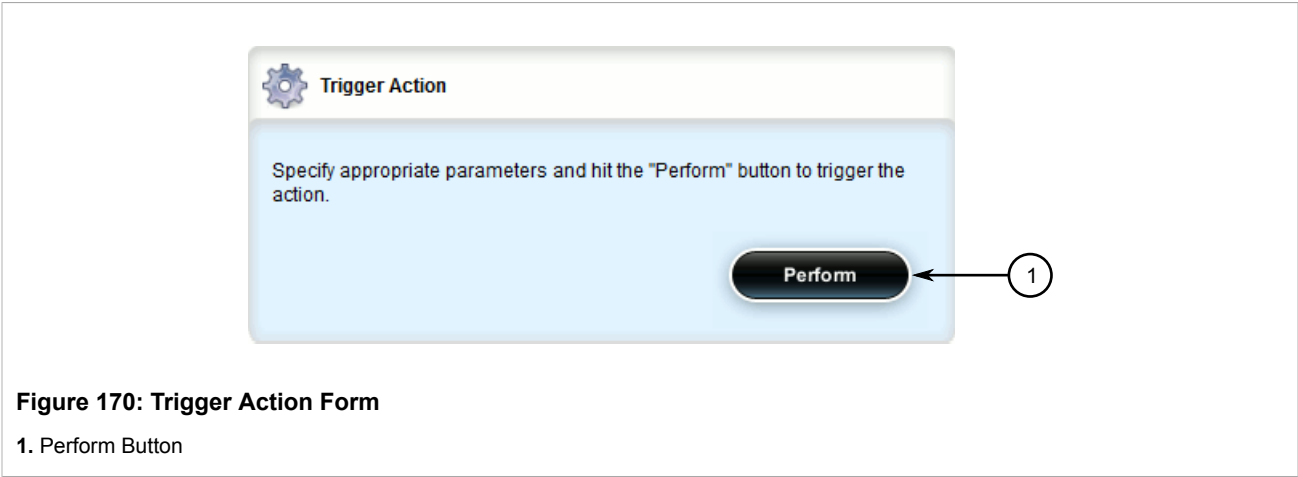 Trigger Action
Specify appropriate parameters and hit the "Perform" button to trigger the
action.
Perform
1
Figure 170: Trigger Action Form
1. Perform Button